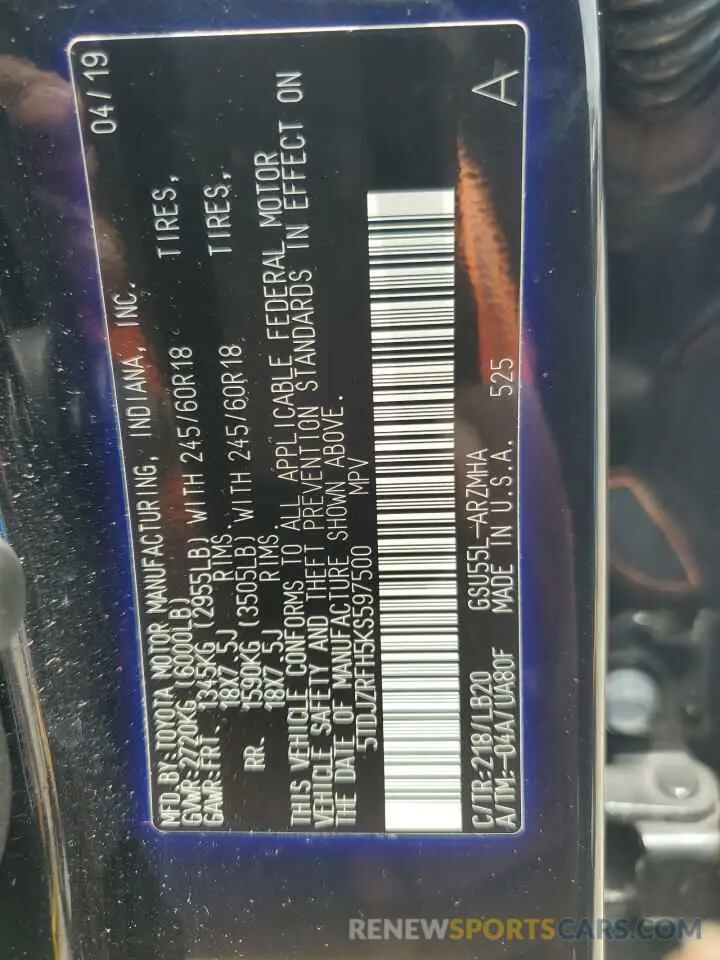 MFD.BY:TOYOTA MOTOR MANUFACTURING, INDIANA, INC. 04/19
GVWR:2720KG (6000LB)
GAWR:FRT. 1345KG (2955LB) WITH 245/60R18 TIRES,
18X7.5J RIMS,
RR. 1590KG (3505LB) WITH 245/60R18 TIRES,
18X7.5J RIMS.
THIS VEHICLE CONFORMS TO ALL APPLICABLE FEDERAL MOTOR
VEHICLE SAFETY AND THEFT PREVENTION STANDARDS IN EFFECT ON
THE DATE OF MANUFACTURE SHOWN ABOVE.
5TDJZRFH5KS597500 MPV
C/TR:218/LB20 GSU55L-ARZMHA A
A/TM:-04A/UA80F MADE IN U.S.A. 525
RENEWSPORTSCARS.COM